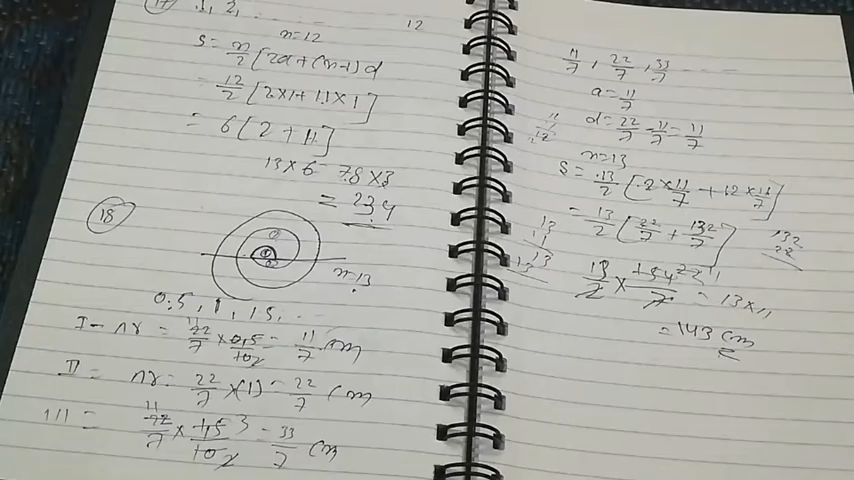 17 1, 2, ........ 12
n=12
S = n/2 [2a+(n-1)d
= 12/2 [2×1+11×1]
= 6[2+11]
13×6 78×3
= 234
18
0.5, 1, 1.5, ..
I - πr = 22/7 × 0.5 = 11/7 cm
II = πr = 22/7 ×(1) = 22/7 cm
III = 22/7 × 1.5 = 33/7 cm
11/7, 22/7, 33/7 ------
a = 11/7
d = 22/7 - 11/7 = 11/7
n=13
S = 13/2 [2×11/7 + 12×11/7]
= 13/2 [22/7 + 132/7]
132
22
13/2 × 154/7 = 13×11
= 143 cm